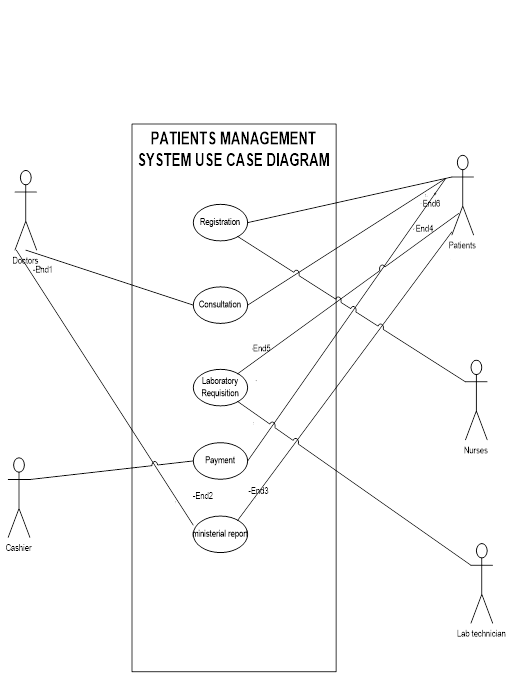 PATIENTS MANAGEMENT
SYSTEM USE CASE DIAGRAM
End6
Registration
End4
Patients
Doctors
-End1
Consultation
-End5
Laboratory
Requisition
Nurses
Payment
-End2
-End3
ministerial report
Cashier
Lab technician